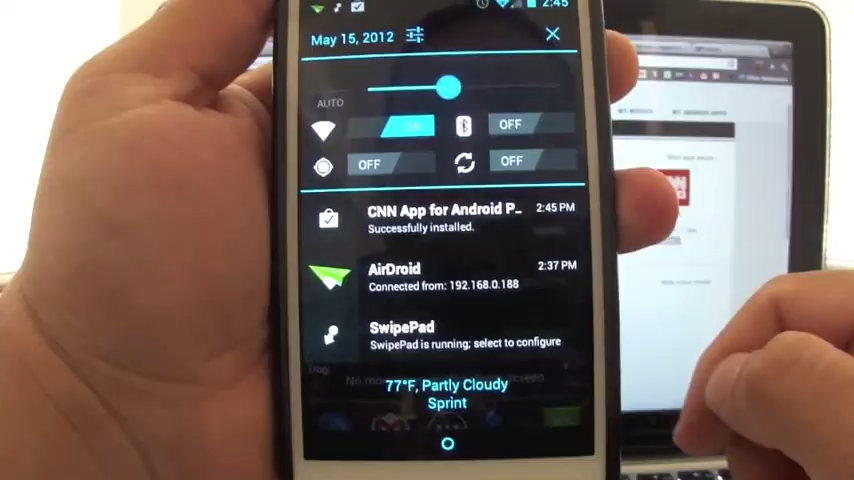 2:45
May 15, 2012
AUTO
ON
OFF
OFF
OFF
CNN App for Android P...
2:45 PM
Successfully installed.
AirDroid
2:37 PM
Connected from: 192.168.0.188
SwipePad
SwipePad is running; select to configure
77°F, Partly Cloudy
Sprint